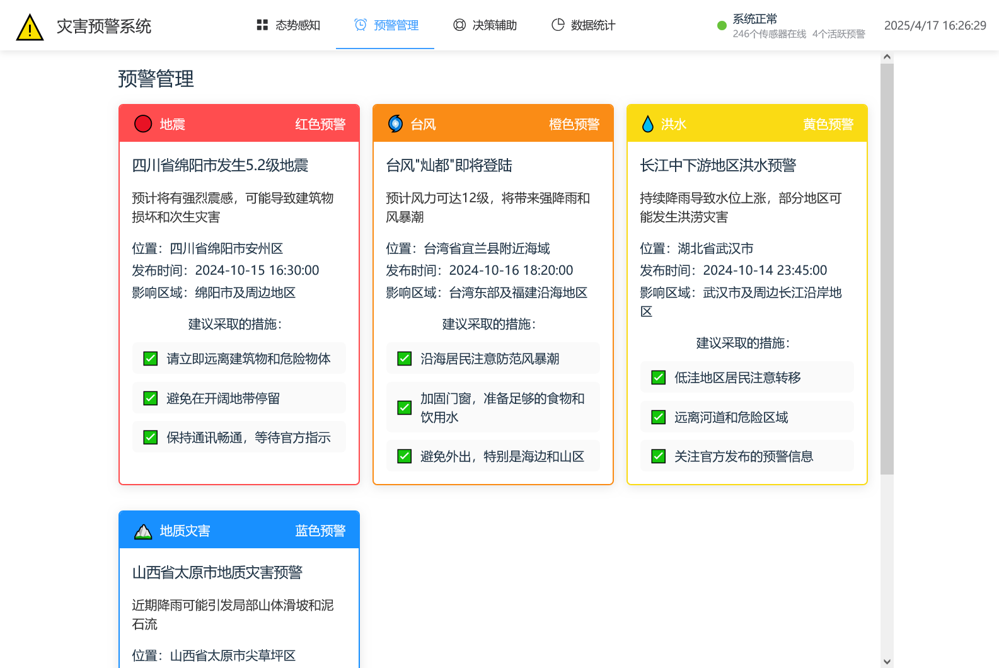 灾害预警系统
态势感知
预警管理
决策辅助
数据统计
系统正常
246个传感器在线 4个活跃预警
2025/4/17 16:26:29
预警管理
地震 红色预警
四川省绵阳市发生5.2级地震
预计将有强烈震感，可能导致建筑物
损坏和次生灾害
位置：四川省绵阳市安州区
发布时间：2024-10-15 16:30:00
影响区域：绵阳市及周边地区
建议采取的措施：
请立即远离建筑物和危险物体
避免在开阔地带停留
保持通讯畅通，等待官方指示
台风 橙色预警
台风"灿都"即将登陆
预计风力可达12级，将带来强降雨和
风暴潮
位置：台湾省宜兰县附近海域
发布时间：2024-10-16 18:20:00
影响区域：台湾东部及福建沿海地区
建议采取的措施：
沿海居民注意防范风暴潮
加固门窗，准备足够的食物和
饮用水
避免外出，特别是海边和山区
洪水 黄色预警
长江中下游地区洪水预警
持续降雨导致水位上涨，部分地区可
能发生洪涝灾害
位置：湖北省武汉市
发布时间：2024-10-14 23:45:00
影响区域：武汉市及周边长江沿岸地
区
建议采取的措施：
低洼地区居民注意转移
远离河道和危险区域
关注官方发布的预警信息
地质灾害 蓝色预警
山西省太原市地质灾害预警
近期降雨可能引发局部山体滑坡和泥
石流
位置：山西省太原市尖草坪区